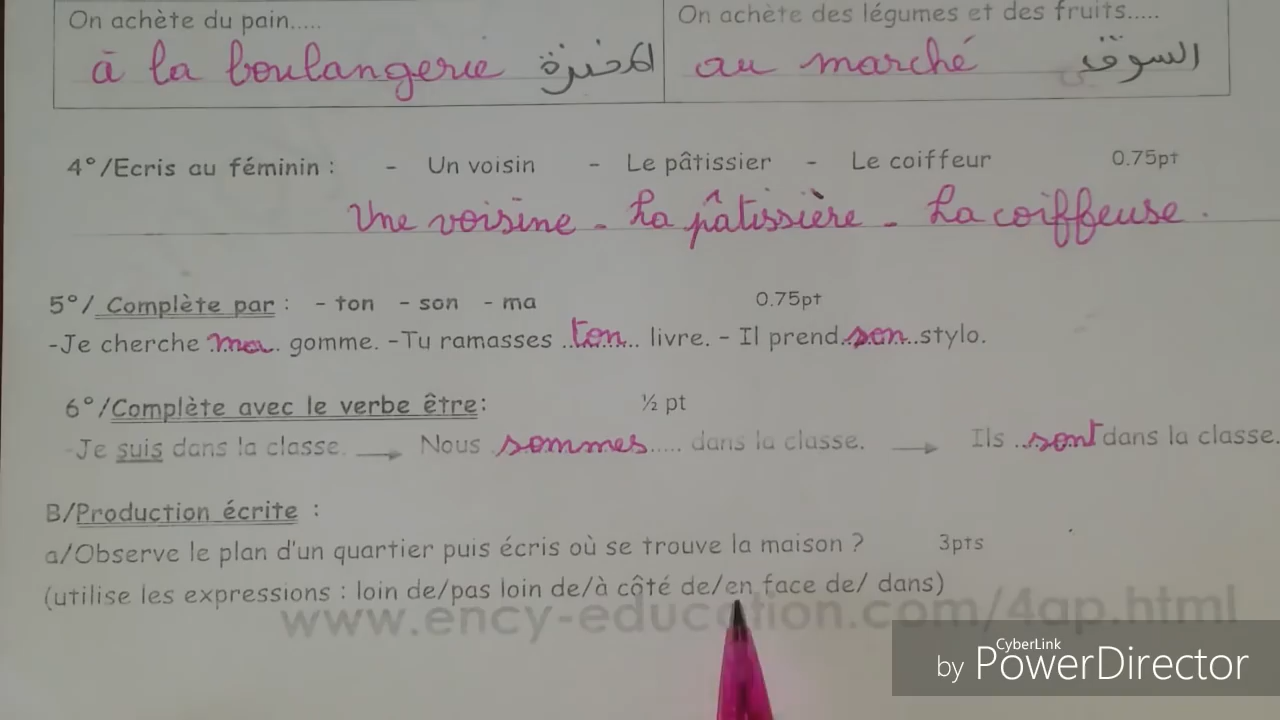 On achète du pain.....
à la boulangerie المخبزة
On achète des légumes et des fruits.....
au marché السوق
4°/Ecris au féminin : - Un voisin - Le pâtissier - Le coiffeur 0.75pt
Une voisine - La pâtissière - La coiffeuse.
5°/ Complète par : - ton - son - ma 0.75pt
-Je cherche ma gomme. -Tu ramasses ton livre. - Il prend son stylo.
6°/Complète avec le verbe être: ½ pt
-Je suis dans la classe. → Nous sommes..... dans la classe. → Ils sont dans la classe.
B/Production écrite :
a/Observe le plan d'un quartier puis écris où se trouve la maison ? 3pts
(utilise les expressions : loin de/pas loin de/à côté de/en face de/ dans)
www.ency-education.com/4ap.html
by CyberLink PowerDirector